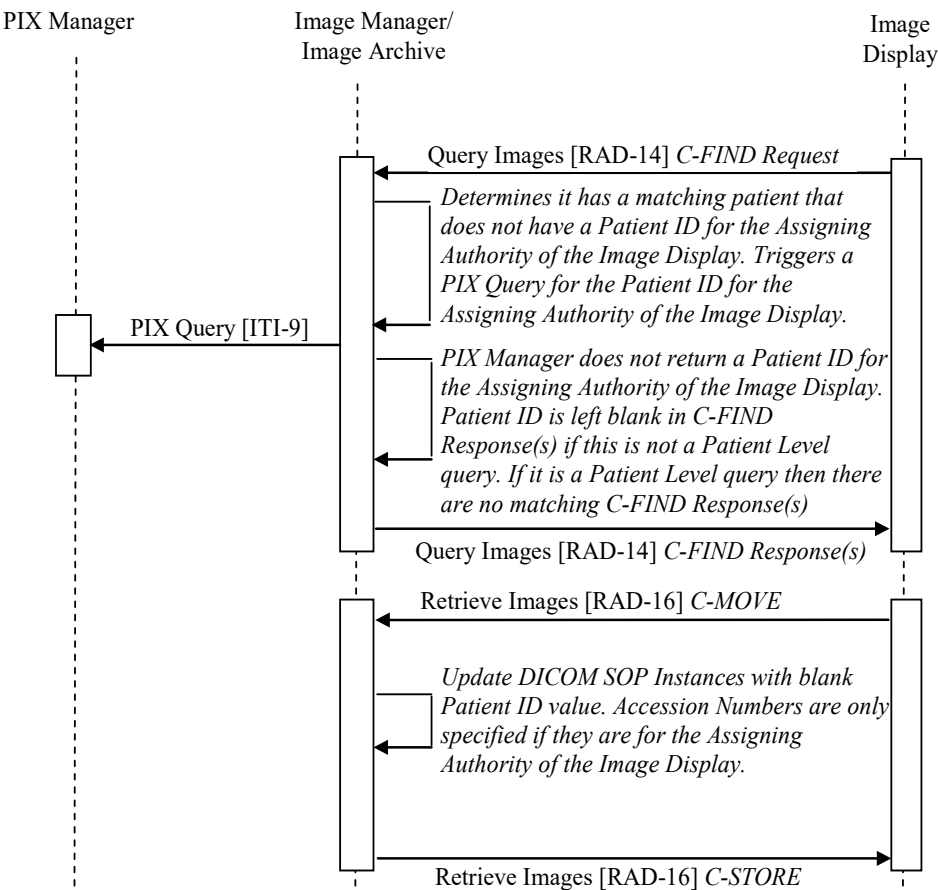 PIX Manager
Image Manager/
Image Archive
Image
Display
Query Images [RAD-14] C-FIND Request
Determines it has a matching patient that
does not have a Patient ID for the Assigning
Authority of the Image Display. Triggers a
PIX Query for the Patient ID for the
Assigning Authority of the Image Display.
PIX Query [ITI-9]
PIX Manager does not return a Patient ID for
the Assigning Authority of the Image Display.
Patient ID is left blank in C-FIND
Response(s) if this is not a Patient Level
query. If it is a Patient Level query then there
are no matching C-FIND Response(s)
Query Images [RAD-14] C-FIND Response(s)
Retrieve Images [RAD-16] C-MOVE
Update DICOM SOP Instances with blank
Patient ID value. Accession Numbers are only
specified if they are for the Assigning
Authority of the Image Display.
Retrieve Images [RAD-16] C-STORE